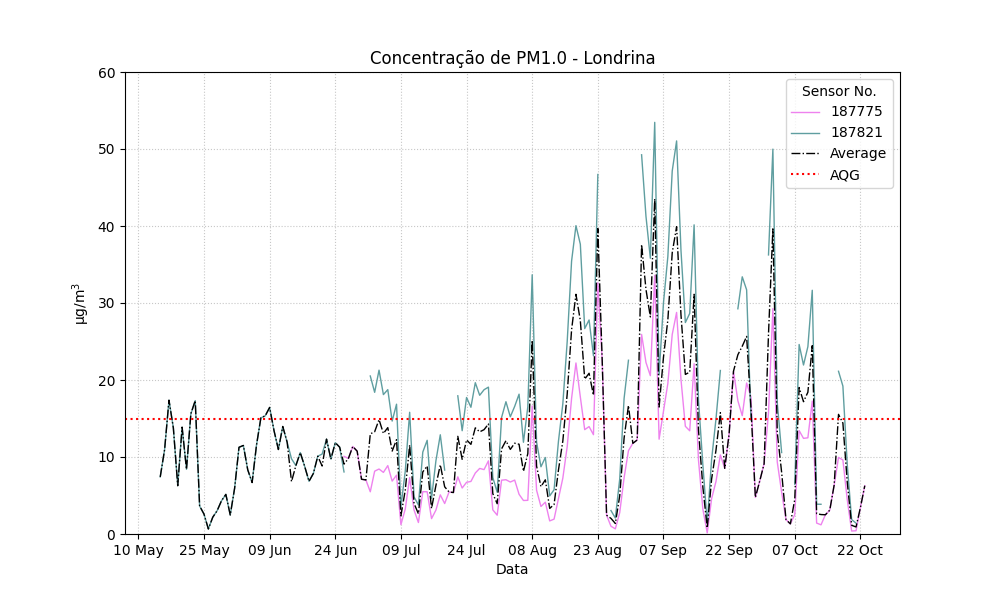 Concentração de PM1.0 - Londrina
60
50
40
30
20
10
0
µg/m³
10 May
25 May
09 Jun
24 Jun
09 Jul
24 Jul
08 Aug
23 Aug
07 Sep
22 Sep
07 Oct
22 Oct
Data
Sensor No.
187775
187821
Average
AQG